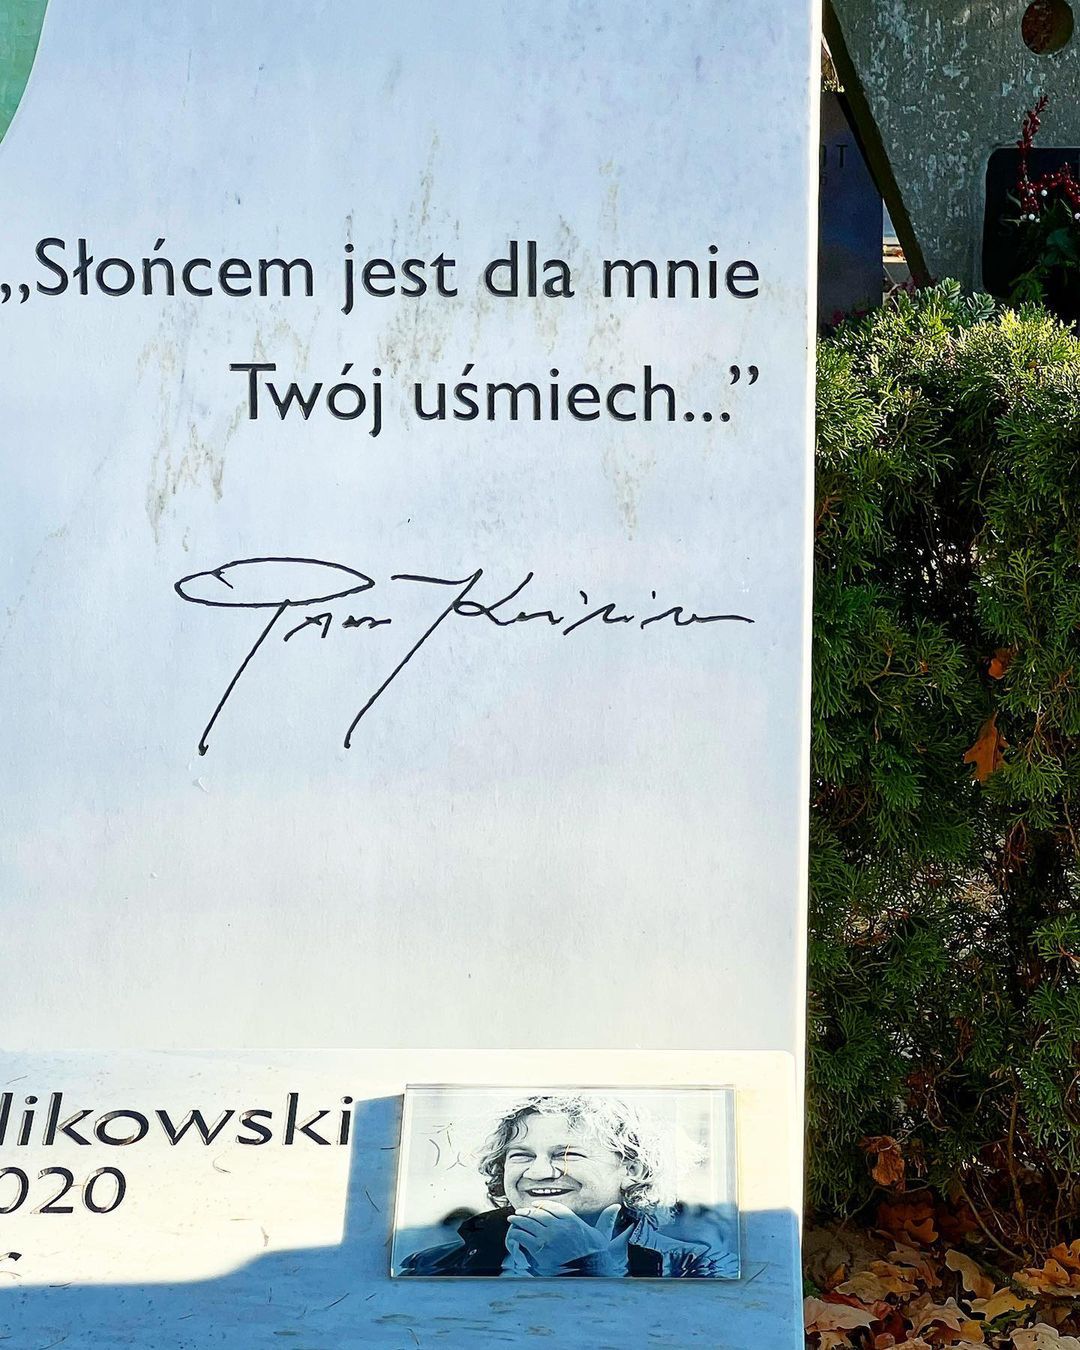 „Słońcem jest dla mnie
Twój uśmiech...”
likowski
020